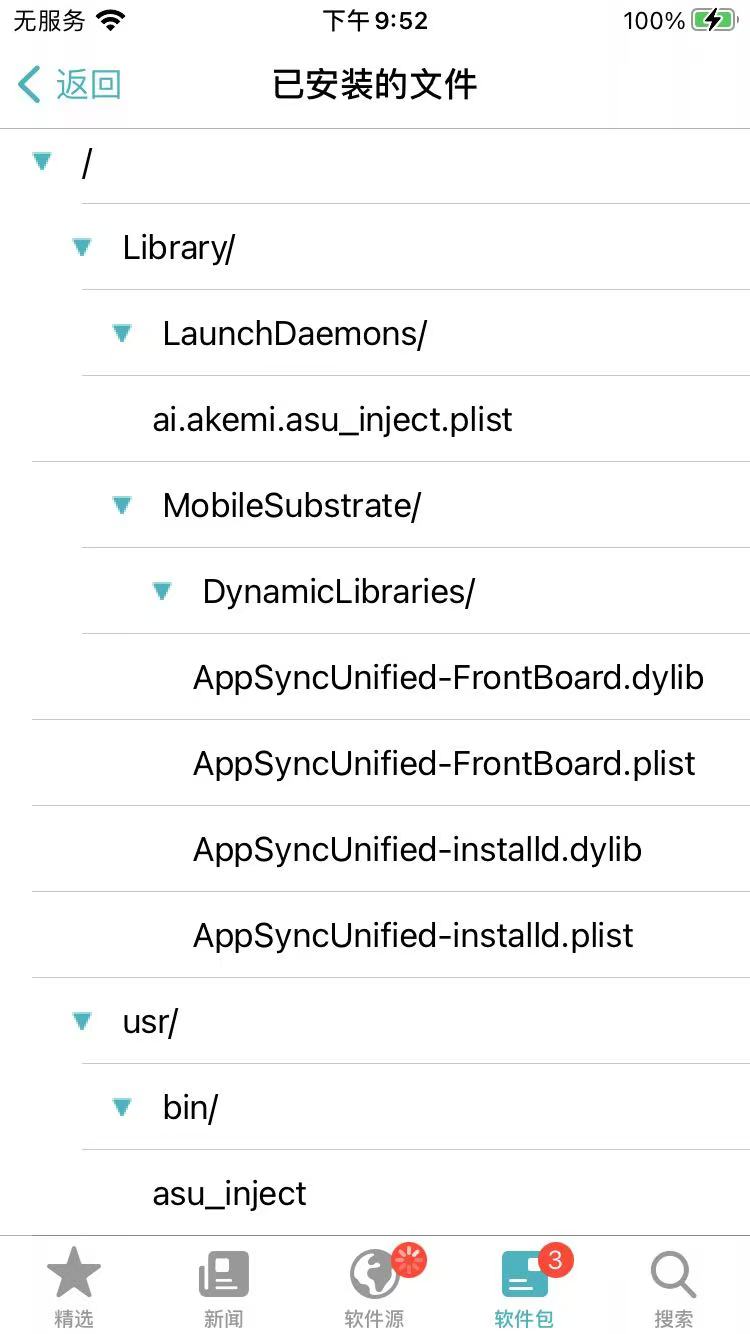 无服务 下午9:52 100%
返回 已安装的文件
/
Library/
LaunchDaemons/
ai.akemi.asu_inject.plist
MobileSubstrate/
DynamicLibraries/
AppSyncUnified-FrontBoard.dylib
AppSyncUnified-FrontBoard.plist
AppSyncUnified-installd.dylib
AppSyncUnified-installd.plist
usr/
bin/
asu_inject
3
精选 新闻 软件源 软件包 搜索